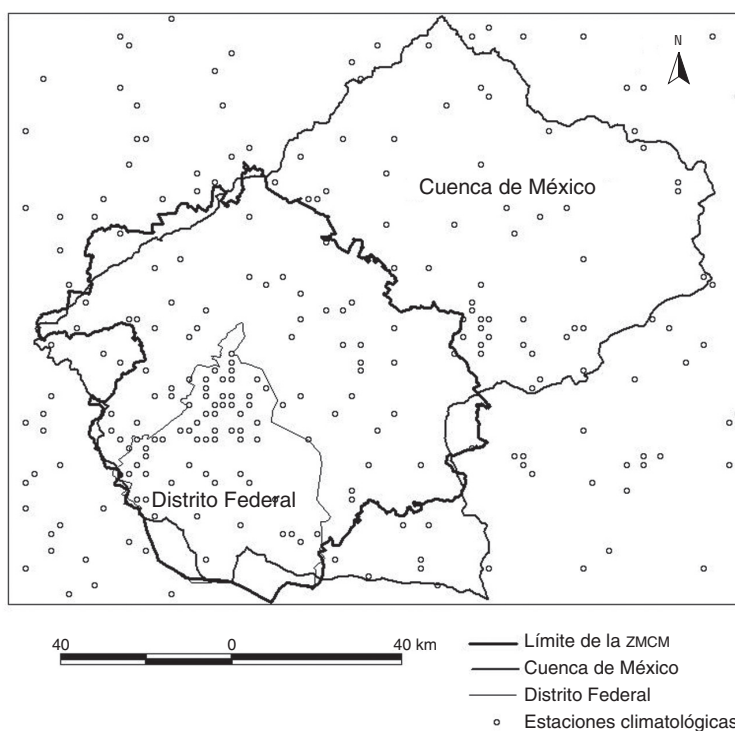 N
Cuenca de México
Distrito Federal
40 0 40 km
Límite de la ZMCM
Cuenca de México
Distrito Federal
Estaciones climatológicas